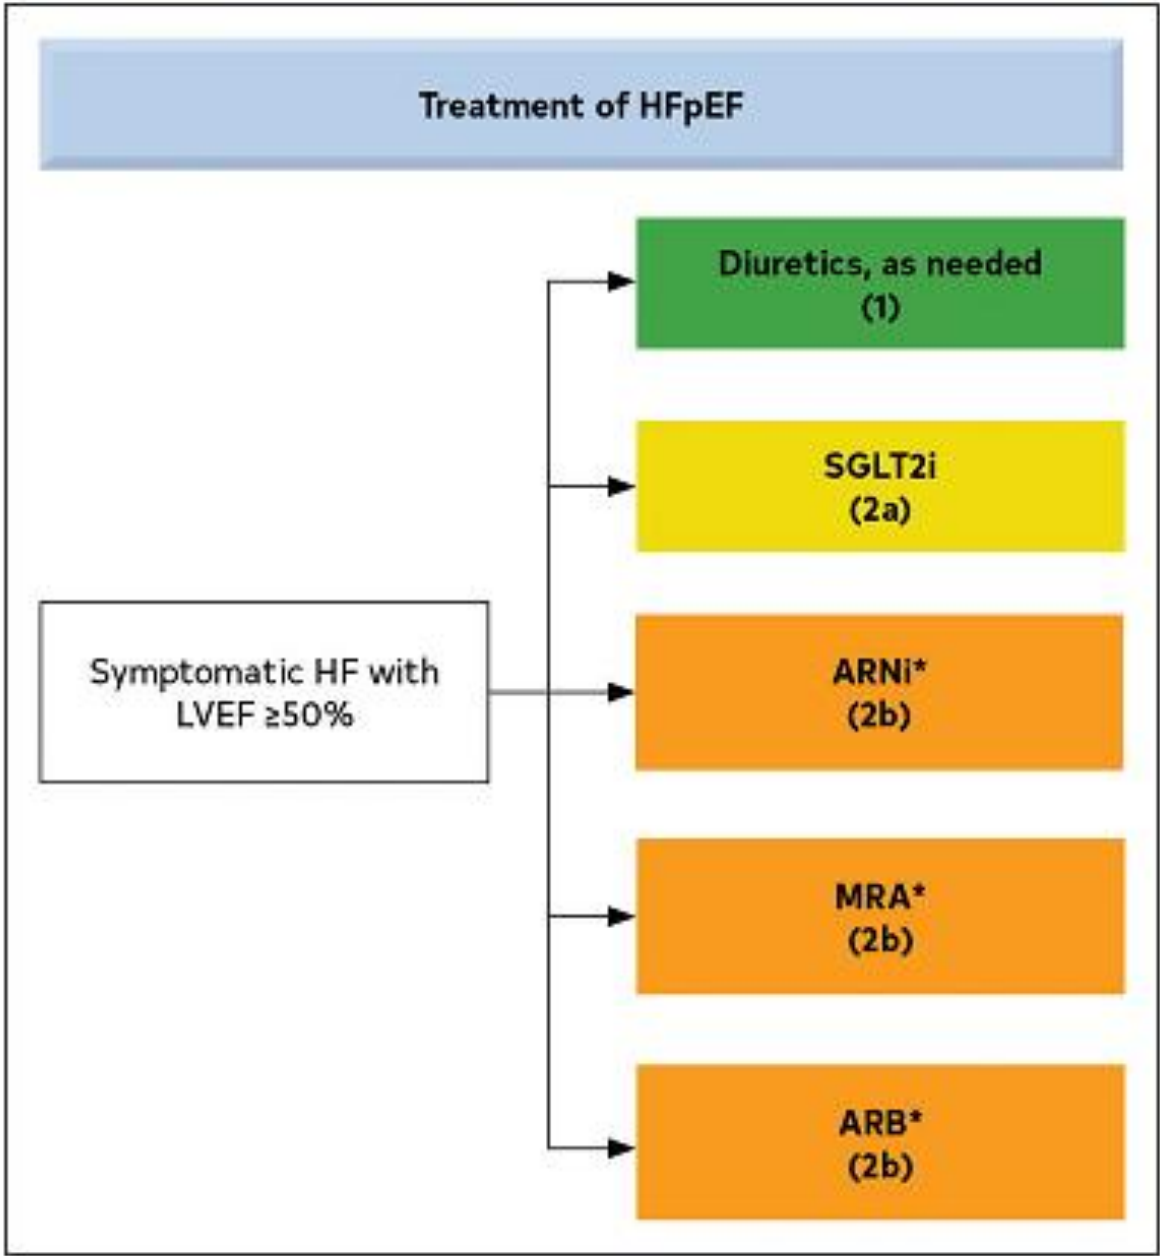 Treatment of HFpEF
Diuretics, as needed
(1)
SGLT2i
(2a)
Symptomatic HF with
LVEF ≥50%
ARNi*
(2b)
MRA*
(2b)
ARB*
(2b)